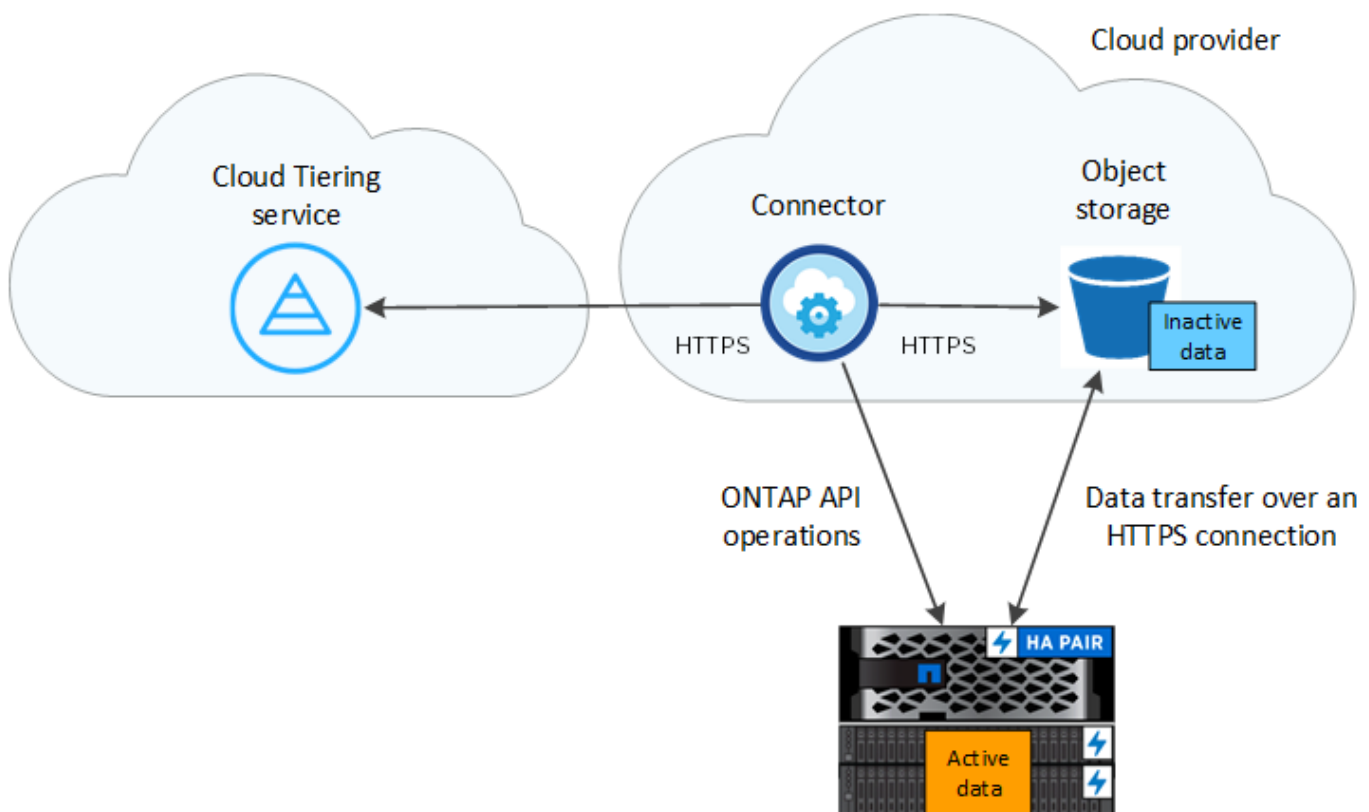 Cloud provider
Cloud Tiering
service
Connector
Object
storage
Inactive
data
HTTPS
HTTPS
ONTAP API
operations
Data transfer over an
HTTPS connection
HA PAIR
Active
data